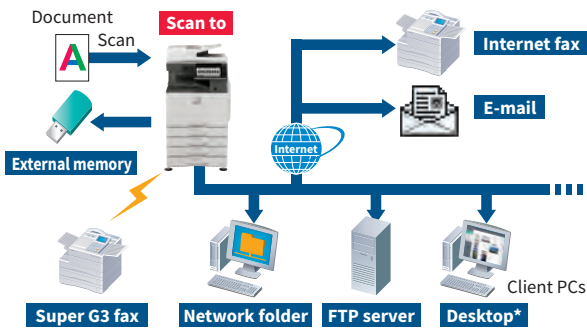 Document
Scan
A
Scan to
Internet fax
E-mail
Internet
External memory
Super G3 fax
Network folder
FTP server
Desktop*
Client PCs